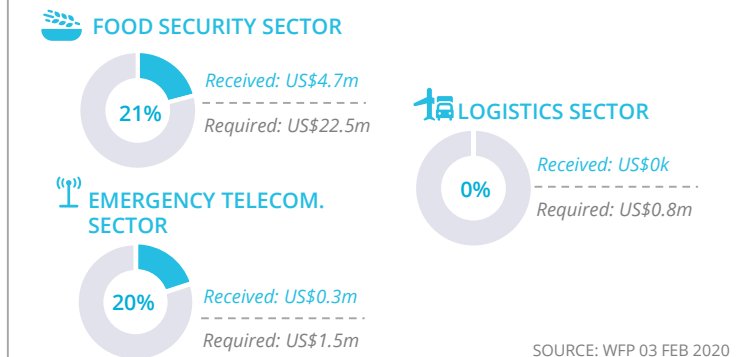 FOOD SECURITY SECTOR
21%
Received: US$4.7m
Required: US$22.5m
EMERGENCY TELECOM.
SECTOR
20%
Received: US$0.3m
Required: US$1.5m
LOGISTICS SECTOR
0%
Received: US$0k
Required: US$0.8m
SOURCE: WFP 03 FEB 2020